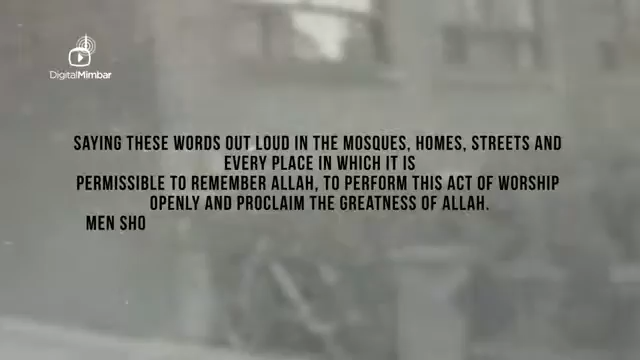 DigitalMimbar
SAYING THESE WORDS OUT LOUD IN THE MOSQUES, HOMES, STREETS AND
EVERY PLACE IN WHICH IT IS
PERMISSIBLE TO REMEMBER ALLAH, TO PERFORM THIS ACT OF WORSHIP
OPENLY AND PROCLAIM THE GREATNESS OF ALLAH.
MEN SHO